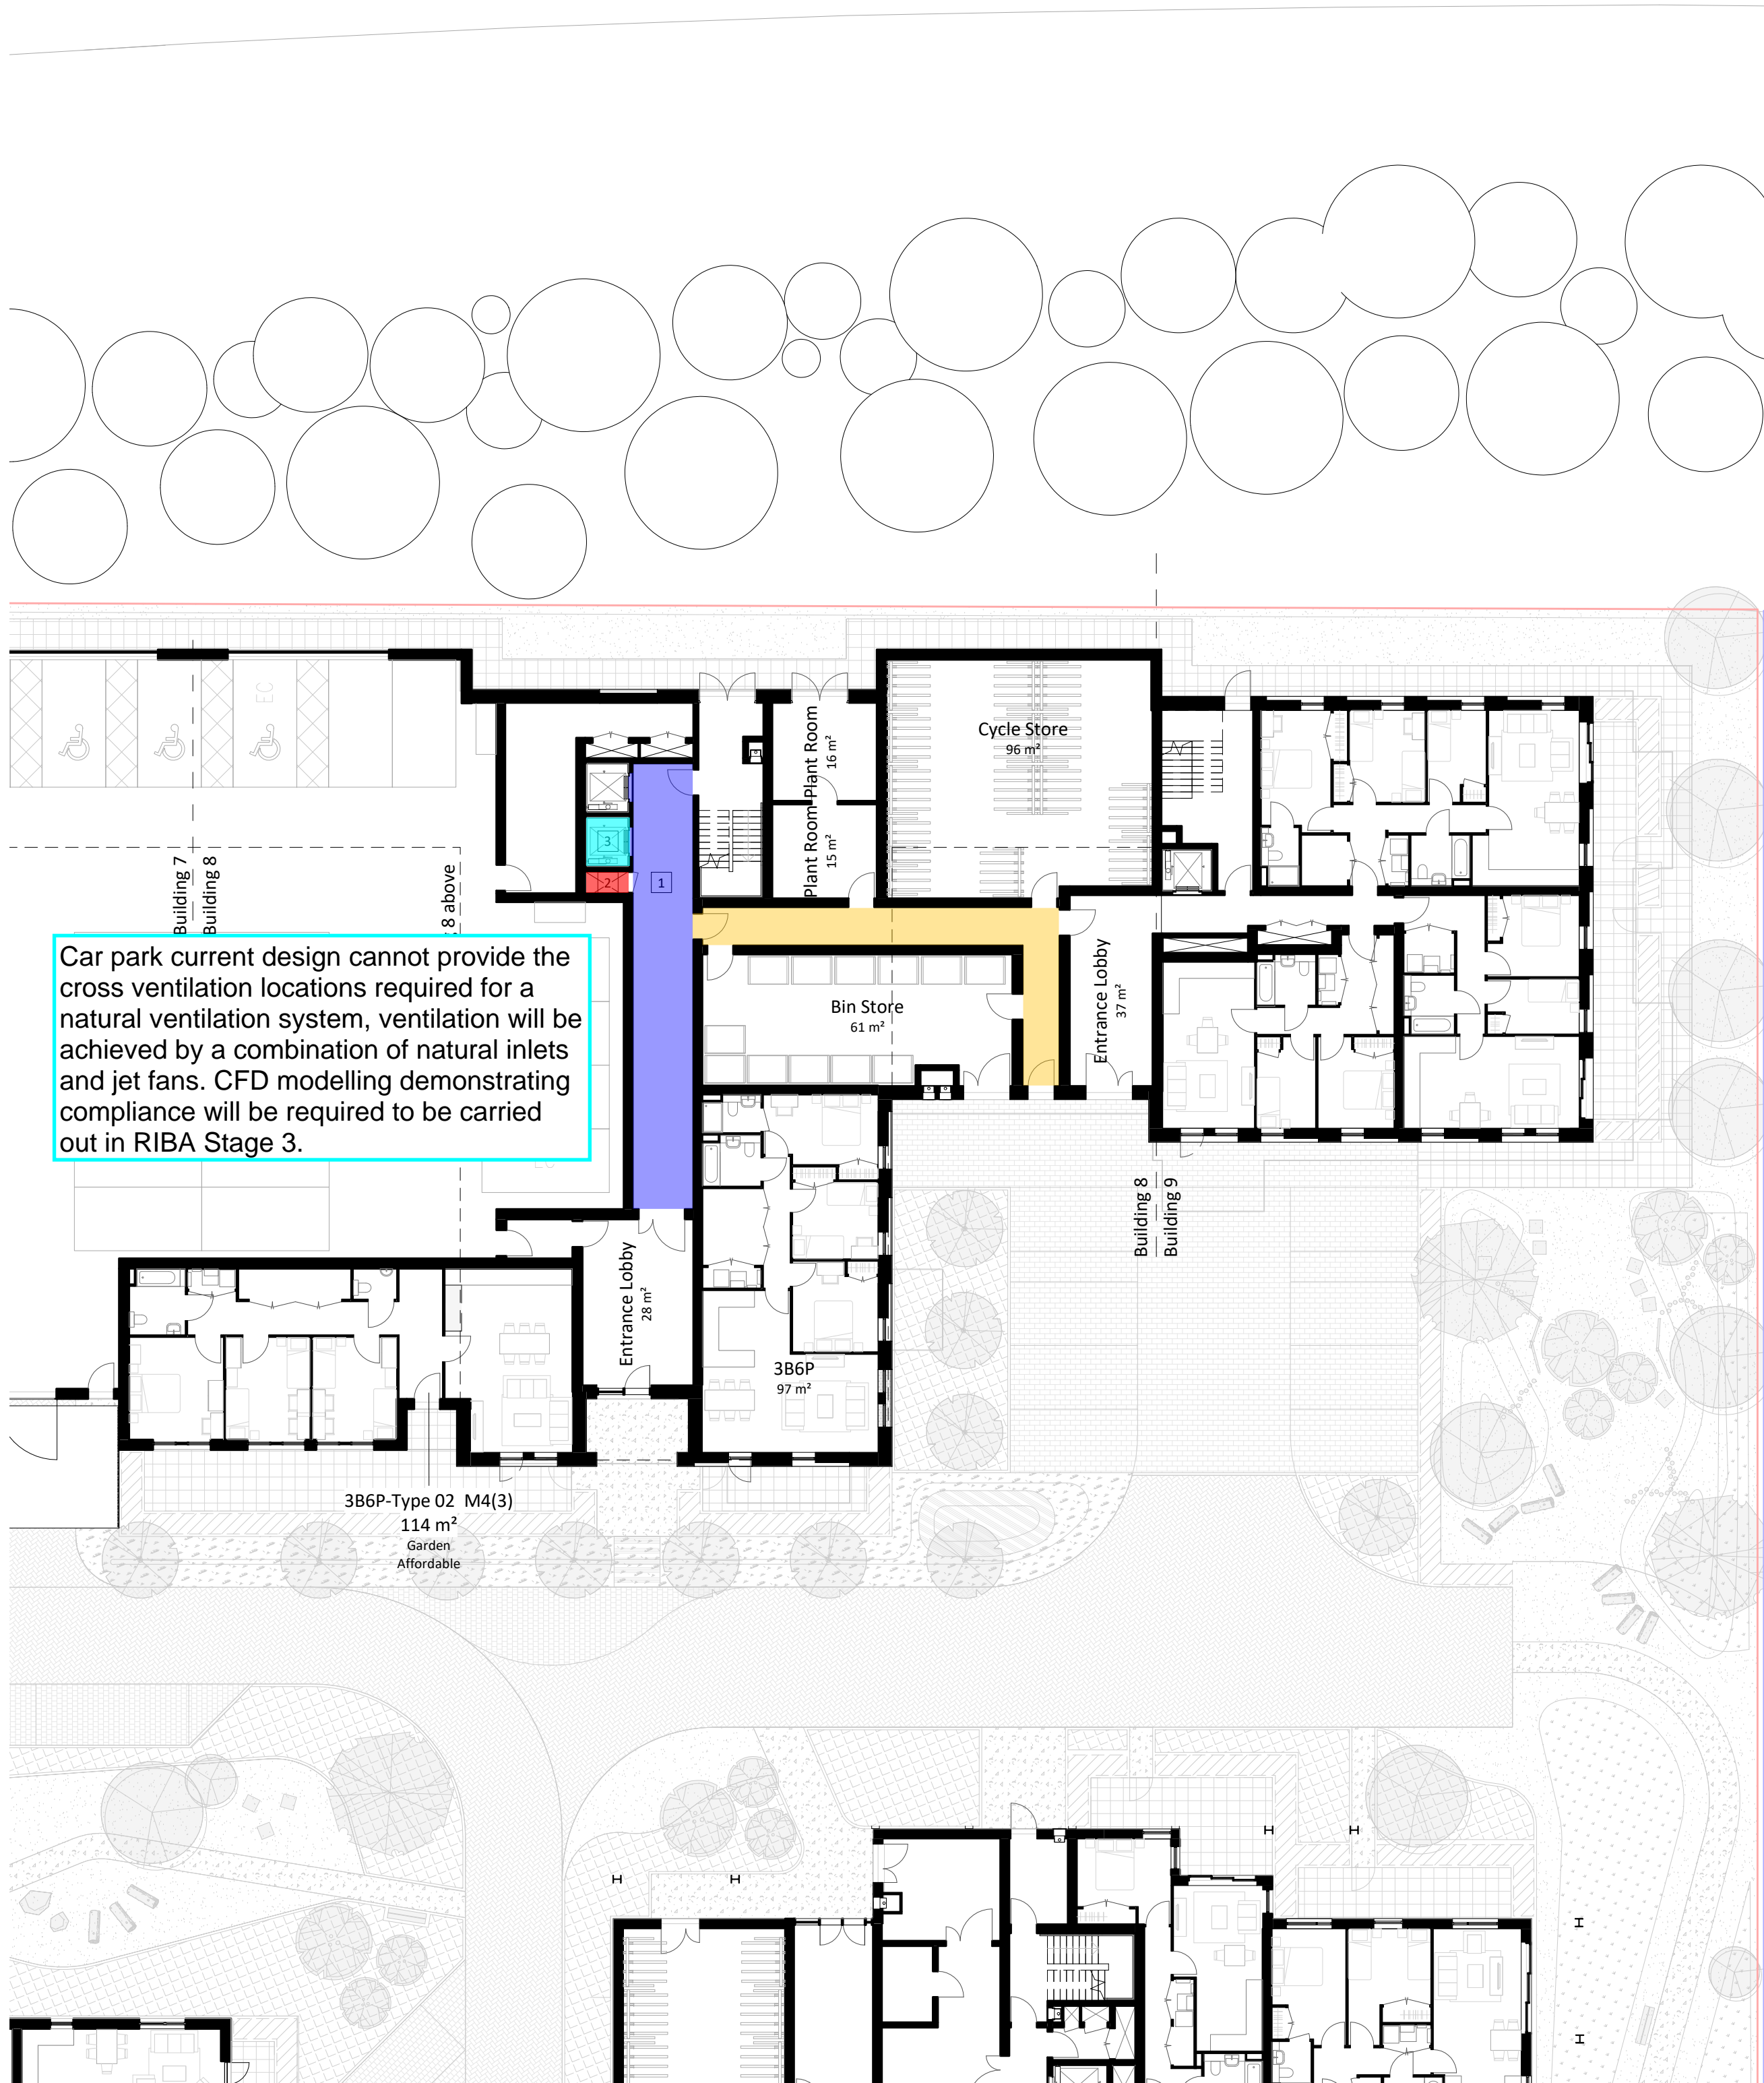 EC
Cycle Store
96 m²
Plant Room
16 m²
Plant Room
15 m²
3
2
1
Building 7
Building 8
8 above
Car park current design cannot provide the
cross ventilation locations required for a
natural ventilation system, ventilation will be
achieved by a combination of natural inlets
and jet fans. CFD modelling demonstrating
compliance will be required to be carried
out in RIBA Stage 3.
Bin Store
61 m²
Entrance Lobby
37 m²
Building 8
Building 9
Entrance Lobby
28 m²
3B6P
97 m²
3B6P-Type 02 M4(3)
114 m²
Garden
Affordable
H
H
H
H
H
H